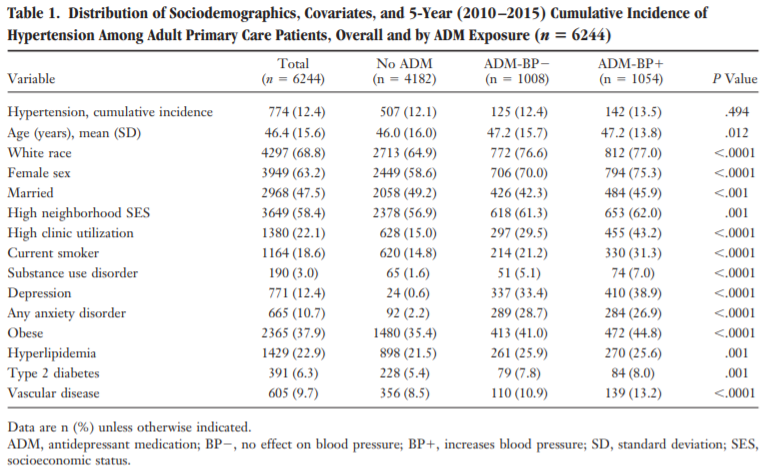 Table 1. Distribution of Sociodemographics, Covariates, and 5-Year (2010–2015) Cumulative Incidence of
Hypertension Among Adult Primary Care Patients, Overall and by ADM Exposure (n = 6244)
Total No ADM ADM-BP− ADM-BP+
Variable (n = 6244) (n = 4182) (n = 1008) (n = 1054) P Value
Hypertension, cumulative incidence 774 (12.4) 507 (12.1) 125 (12.4) 142 (13.5) .494
Age (years), mean (SD) 46.4 (15.6) 46.0 (16.0) 47.2 (15.7) 47.2 (13.8) .012
White race 4297 (68.8) 2713 (64.9) 772 (76.6) 812 (77.0) <.0001
Female sex 3949 (63.2) 2449 (58.6) 706 (70.0) 794 (75.3) <.0001
Married 2968 (47.5) 2058 (49.2) 426 (42.3) 484 (45.9) <.001
High neighborhood SES 3649 (58.4) 2378 (56.9) 618 (61.3) 653 (62.0) .001
High clinic utilization 1380 (22.1) 628 (15.0) 297 (29.5) 455 (43.2) <.0001
Current smoker 1164 (18.6) 620 (14.8) 214 (21.2) 330 (31.3) <.0001
Substance use disorder 190 (3.0) 65 (1.6) 51 (5.1) 74 (7.0) <.0001
Depression 771 (12.4) 24 (0.6) 337 (33.4) 410 (38.9) <.0001
Any anxiety disorder 665 (10.7) 92 (2.2) 289 (28.7) 284 (26.9) <.0001
Obese 2365 (37.9) 1480 (35.4) 413 (41.0) 472 (44.8) <.0001
Hyperlipidemia 1429 (22.9) 898 (21.5) 261 (25.9) 270 (25.6) .001
Type 2 diabetes 391 (6.3) 228 (5.4) 79 (7.8) 84 (8.0) .001
Vascular disease 605 (9.7) 356 (8.5) 110 (10.9) 139 (13.2) <.0001
Data are n (%) unless otherwise indicated.
ADM, antidepressant medication; BP−, no effect on blood pressure; BP+, increases blood pressure; SD, standard deviation; SES,
socioeconomic status.